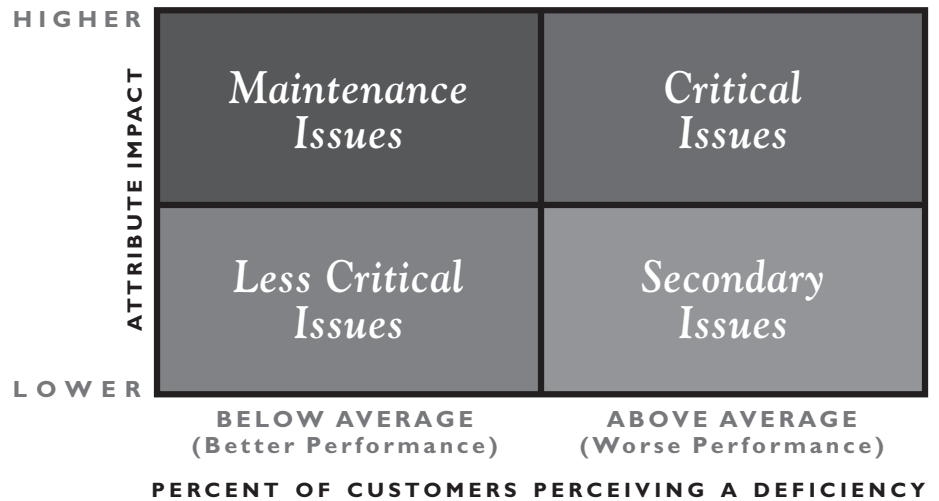 HIGHER
ATTRIBUTE IMPACT
Maintenance
Issues
Critical
Issues
Less Critical
Issues
Secondary
Issues
LOWER
BELOW AVERAGE
(Better Performance)
ABOVE AVERAGE
(Worse Performance)
PERCENT OF CUSTOMERS PERCEIVING A DEFICIENCY